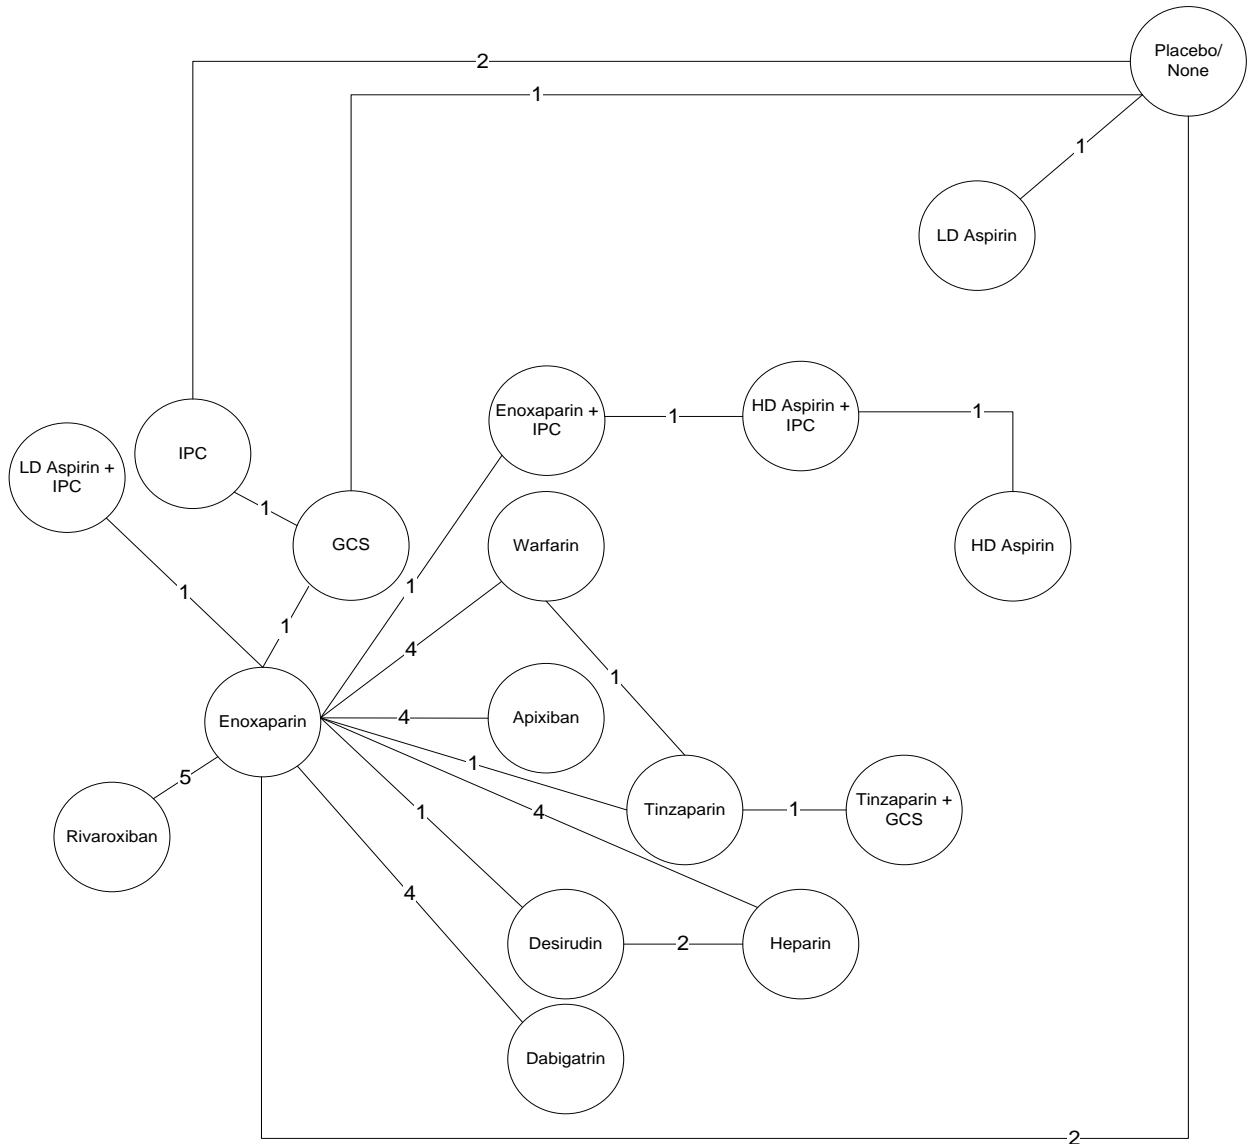 Placebo/
None
2
1
1
LD Aspirin
Enoxaparin +
IPC
1
HD Aspirin +
IPC
1
LD Aspirin +
IPC
IPC
1
GCS
Warfarin
HD Aspirin
1
1
1
4
1
Enoxaparin
4
Apixiban
5
1
Rivaroxiban
1
4
Tinzaparin
1
Tinzaparin +
GCS
4
Desirudin
2
Heparin
Dabigatrin
2